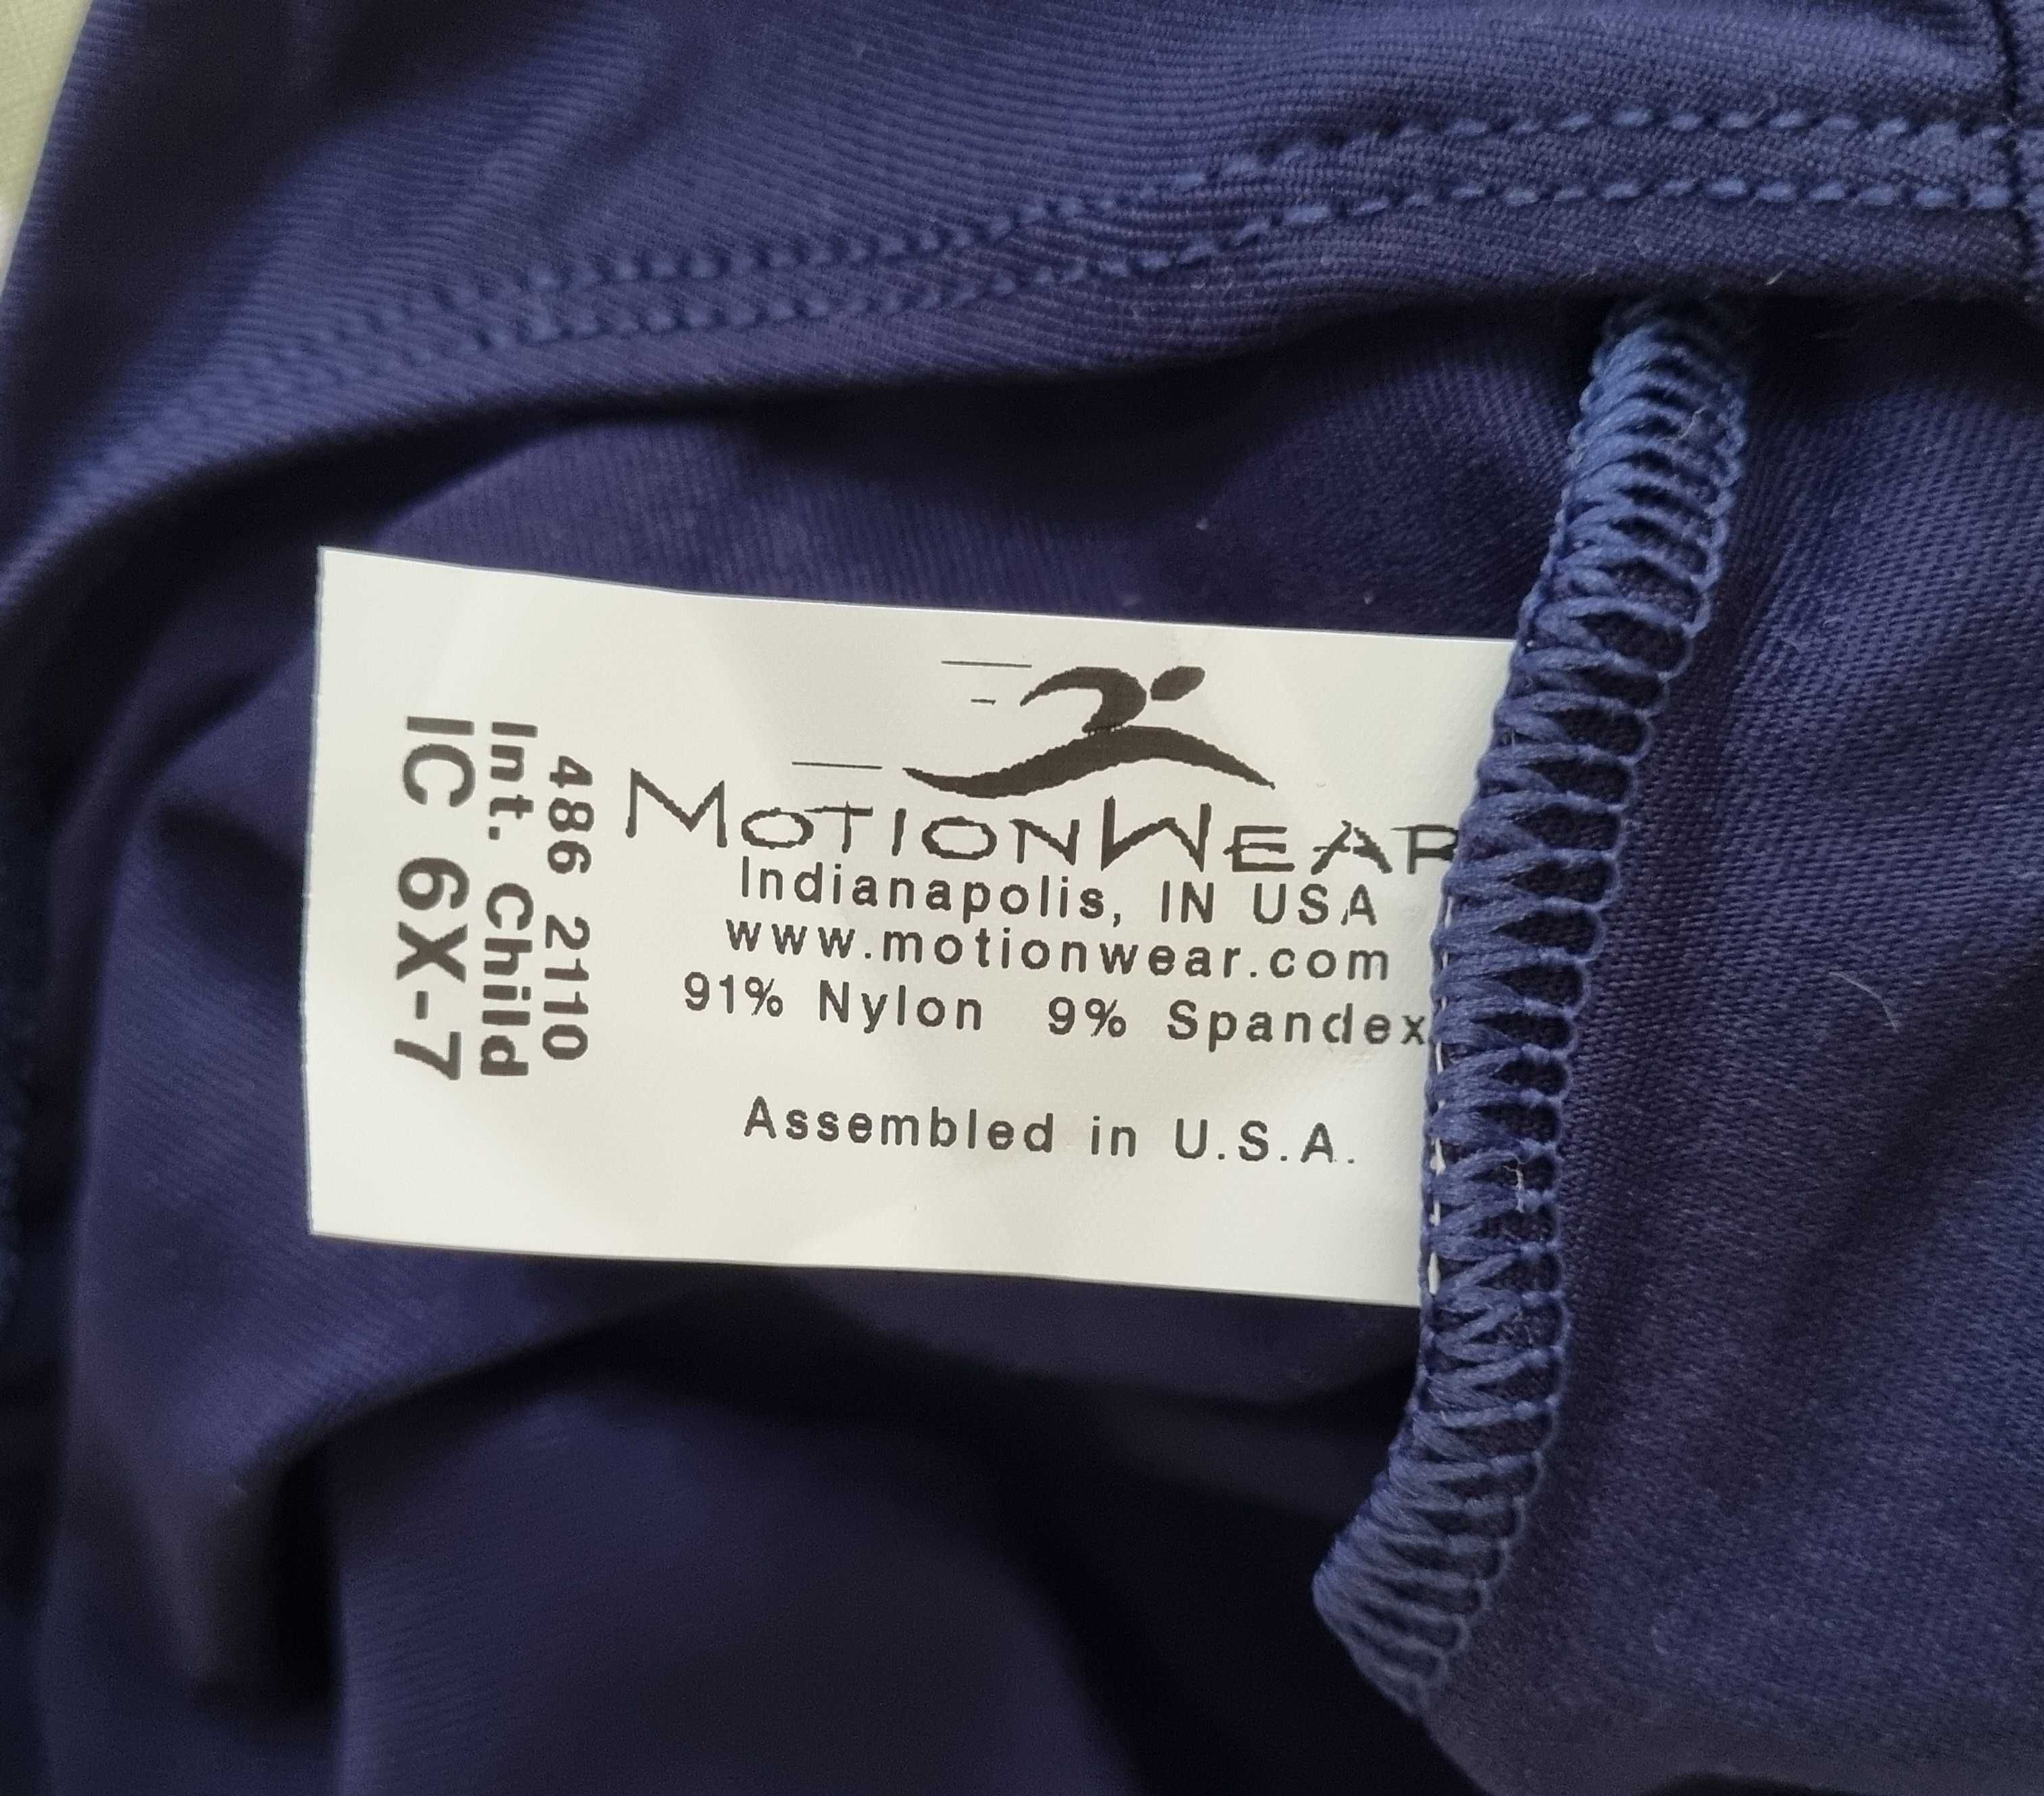 MOTIONWEAR
Indianapolis, IN USA
www.motionwear.com
91% Nylon 9% Spandex
Assembled in U.S.A.
486 2110
Int. Child
IC 6X-7